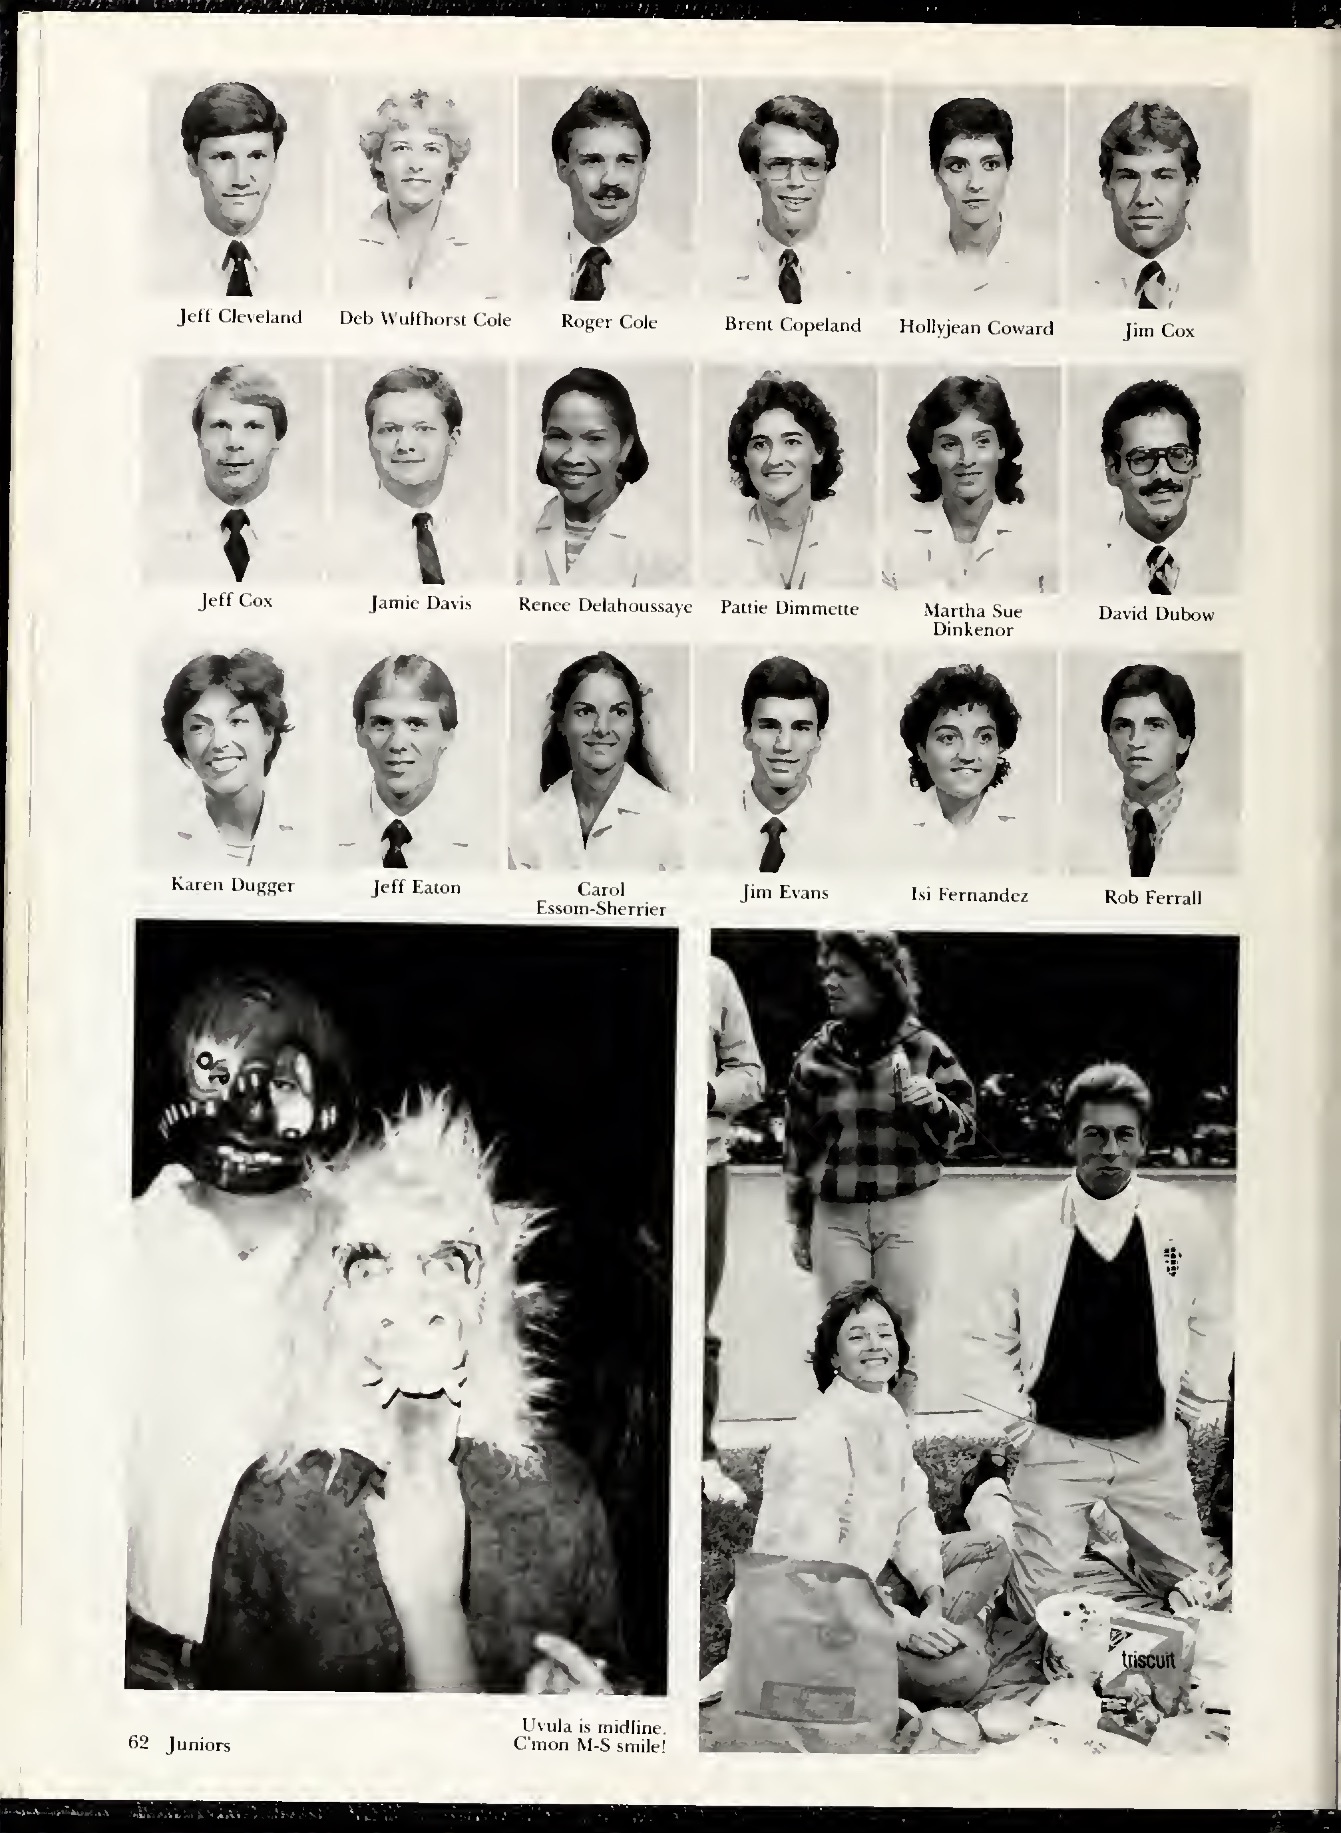 Jeff Cleveland
Deb Wulfhorst Cole
Roger Cole
Brent Copeland
Hollyjean Coward
Jim Cox
Jeff Cox
Jamie Davis
Renee Delahoussaye
Pattie Dimmette
Martha Sue
Dinkenor
David Dubow
Karen Dugger
Jeff Eaton
Carol
Essom-Sherrier
Jim Evans
Isi Fernandez
Rob Ferrall
triscuit
Uvula is midline.
C'mon M-S smile!
62 Juniors